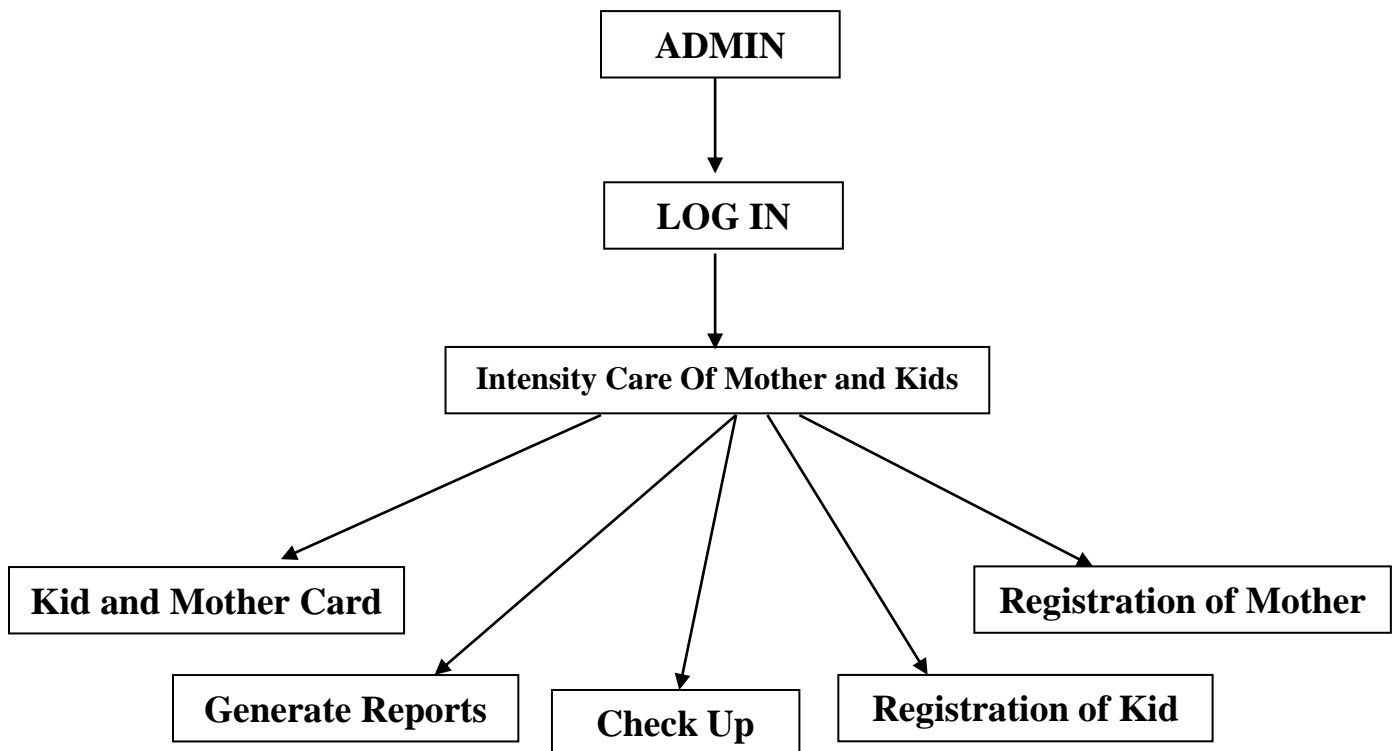 ADMIN
LOG IN
Intensity Care Of Mother and Kids
Kid and Mother Card
Registration of Mother
Generate Reports
Check Up
Registration of Kid